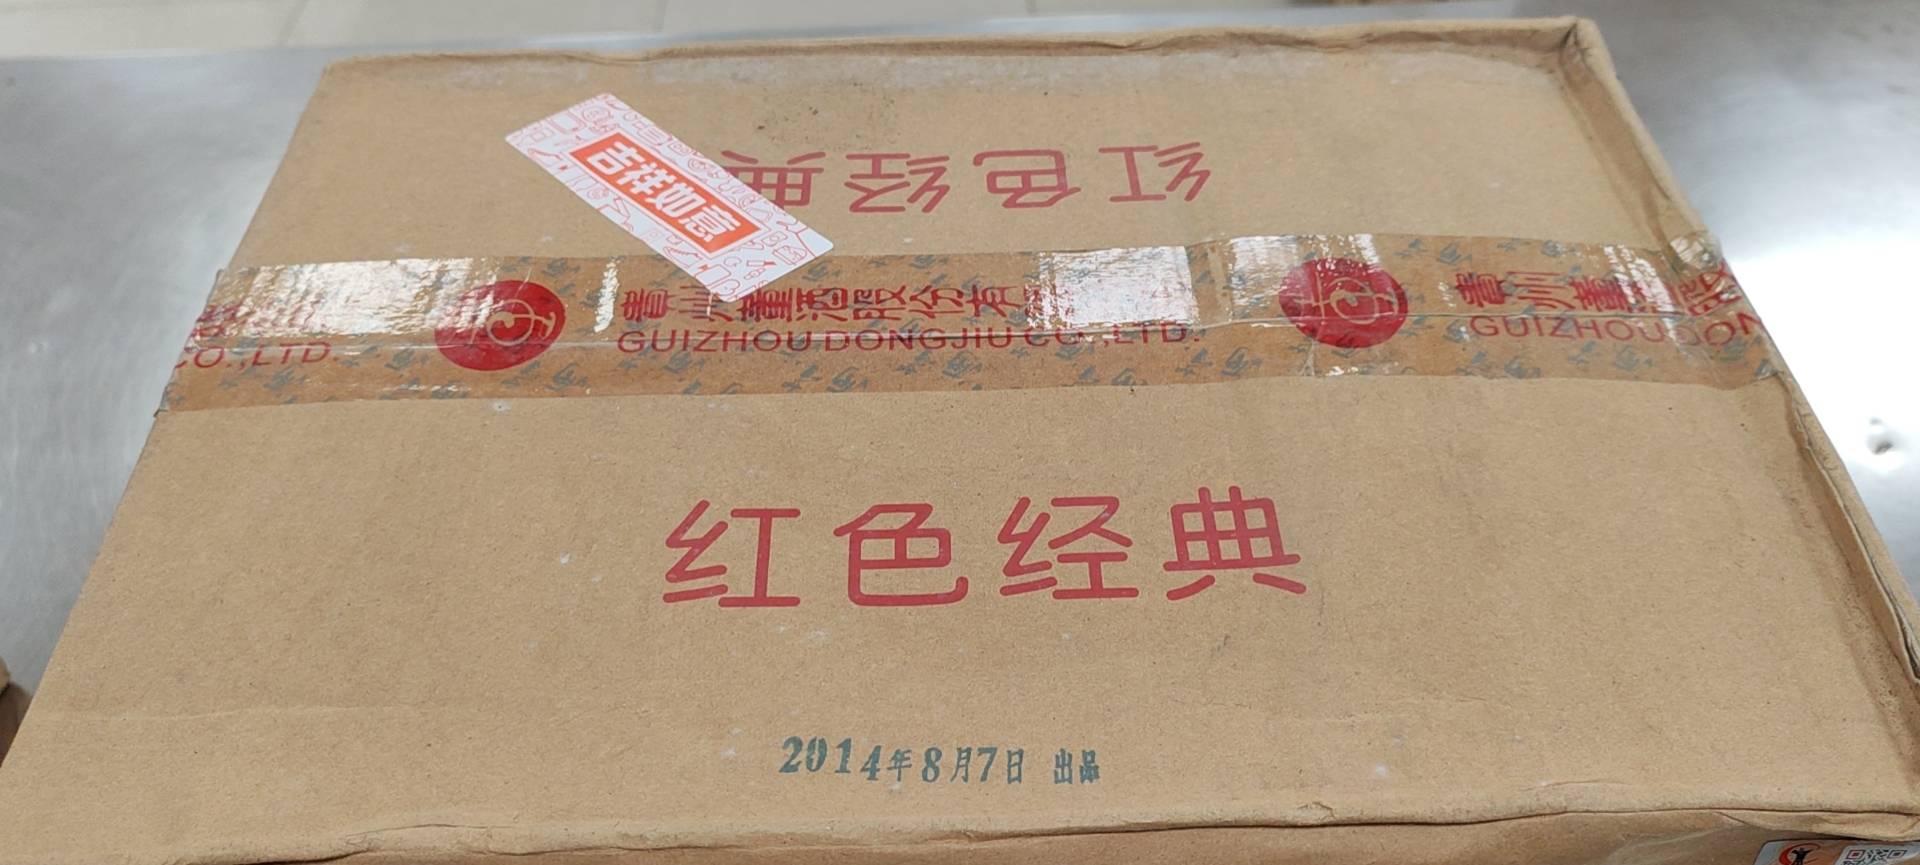 红色经典
吉祥如意
CO.,LTD.
貴州董酒股份有
GUIZHOU DONGJIU CO.,LTD.
貴州董酒股
GUIZHOU DON
红色经典
2014年8月7日 出品